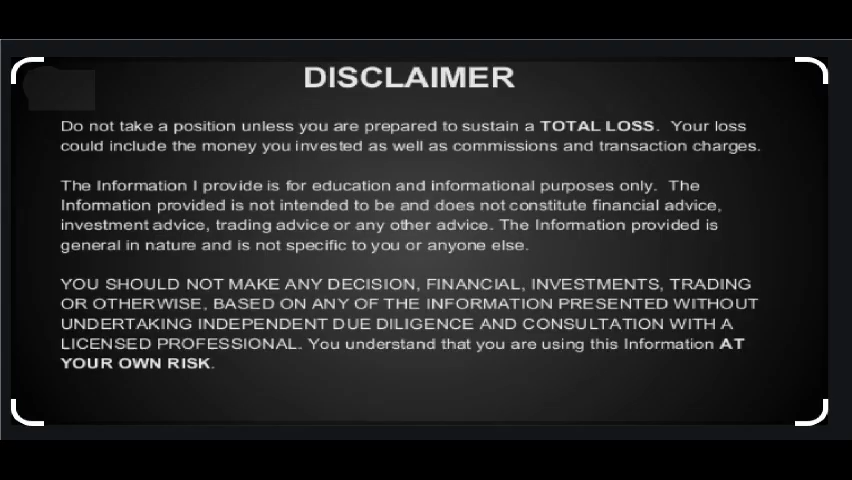 DISCLAIMER
Do not take a position unless you are prepared to sustain a TOTAL LOSS.  Your loss
could include the money you invested as well as commissions and transaction charges.
The Information I provide is for education and informational purposes only.  The
Information provided is not intended to be and does not constitute financial advice,
investment advice, trading advice or any other advice. The Information provided is
general in nature and is not specific to you or anyone else.
YOU SHOULD NOT MAKE ANY DECISION, FINANCIAL, INVESTMENTS, TRADING
OR OTHERWISE, BASED ON ANY OF THE INFORMATION PRESENTED WITHOUT
UNDERTAKING INDEPENDENT DUE DILIGENCE AND CONSULTATION WITH A
LICENSED PROFESSIONAL. You understand that you are using this Information AT
YOUR OWN RISK.